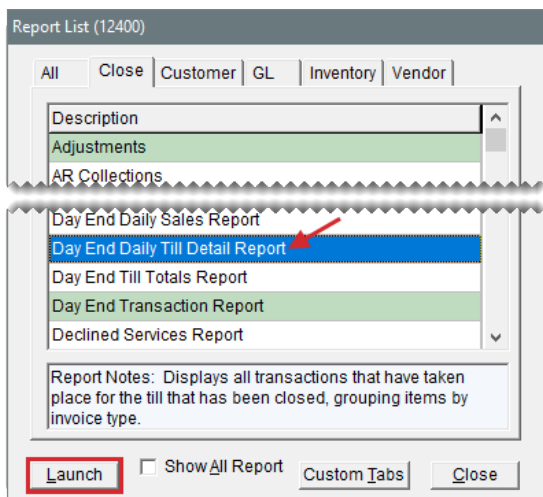 Report List (12400)
All Close Customer GL Inventory Vendor
Description
Adjustments
AR Collections
Day End Daily Sales Report
Day End Daily Till Detail Report
Day End Till Totals Report
Day End Transaction Report
Declined Services Report
Report Notes: Displays all transactions that have taken
place for the till that has been closed, grouping items by
invoice type.
Launch Show All Report Custom Tabs Close